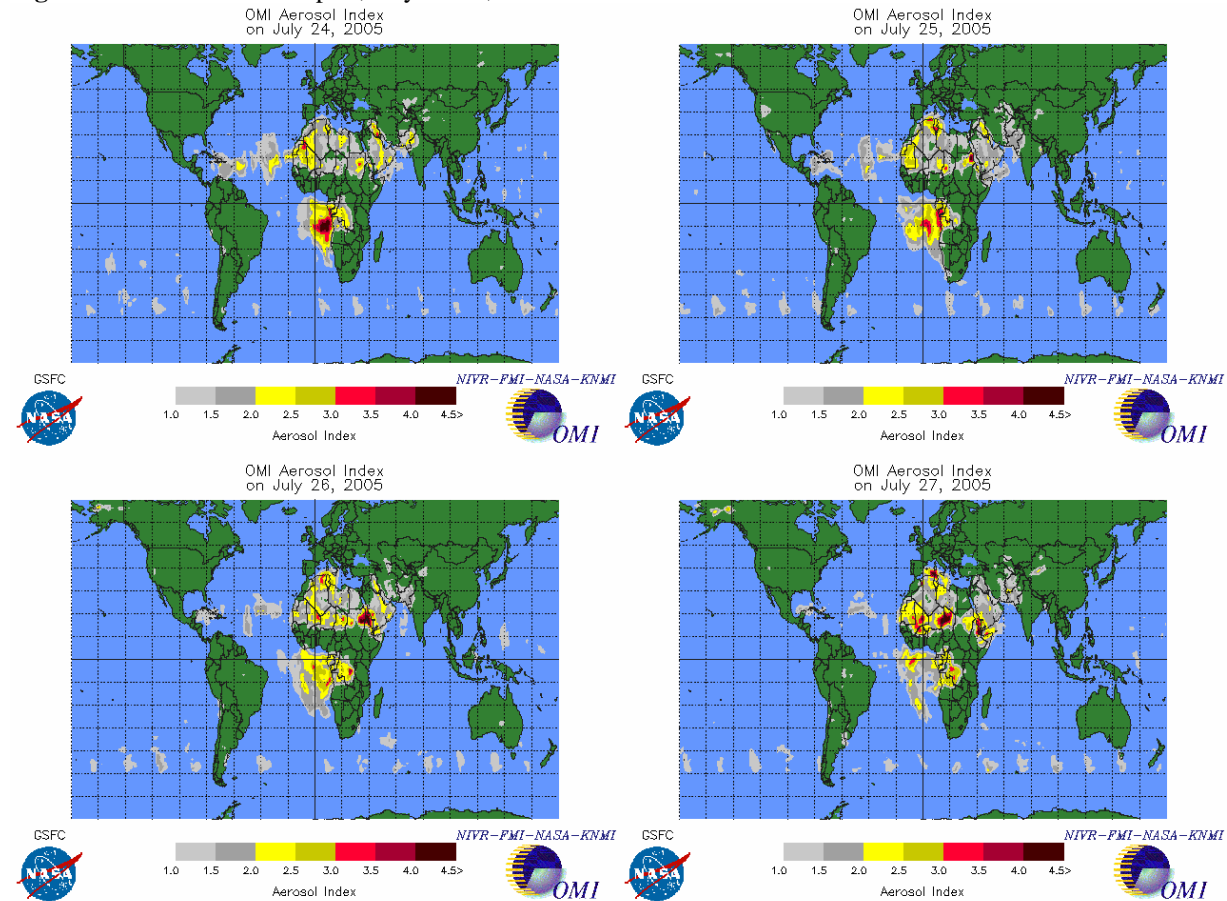 OMI Aerosol Index
on July 24, 2005
GSFC
NASA
NIVR-FMI-NASA-KNMI
1.0 1.5 2.0 2.5 3.0 3.5 4.0 4.5>
Aerosol Index
OMI
OMI Aerosol Index
on July 25, 2005
GSFC
NASA
NIVR-FMI-NASA-KNMI
1.0 1.5 2.0 2.5 3.0 3.5 4.0 4.5>
Aerosol Index
OMI
OMI Aerosol Index
on July 26, 2005
GSFC
NASA
NIVR-FMI-NASA-KNMI
1.0 1.5 2.0 2.5 3.0 3.5 4.0 4.5>
Aerosol Index
OMI
OMI Aerosol Index
on July 27, 2005
GSFC
NASA
NIVR-FMI-NASA-KNMI
1.0 1.5 2.0 2.5 3.0 3.5 4.0 4.5>
Aerosol Index
OMI